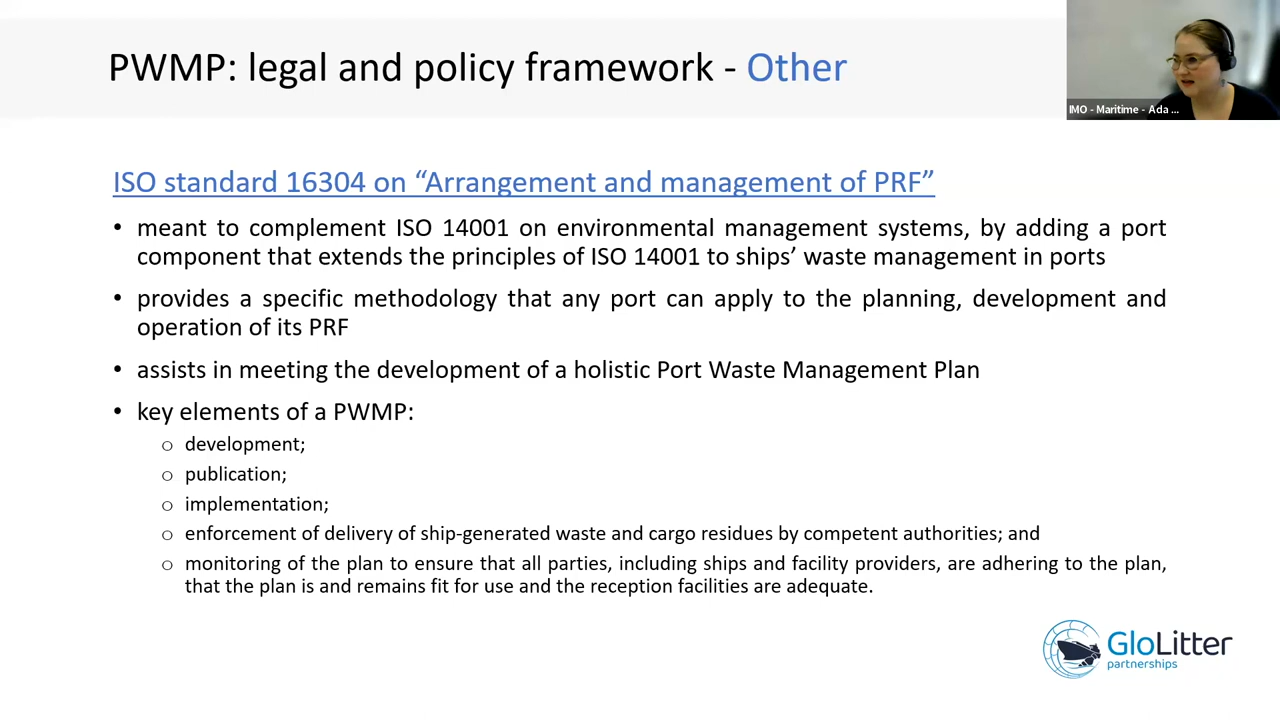 PWMP: legal and policy framework - Other
IMO - Maritime - Ada ...
ISO standard 16304 on “Arrangement and management of PRF”
• meant to complement ISO 14001 on environmental management systems, by adding a port
component that extends the principles of ISO 14001 to ships’ waste management in ports
• provides a specific methodology that any port can apply to the planning, development and
operation of its PRF
• assists in meeting the development of a holistic Port Waste Management Plan
• key elements of a PWMP:
o development;
o publication;
o implementation;
o enforcement of delivery of ship-generated waste and cargo residues by competent authorities; and
o monitoring of the plan to ensure that all parties, including ships and facility providers, are adhering to the plan,
that the plan is and remains fit for use and the reception facilities are adequate.
GloLitter
partnerships